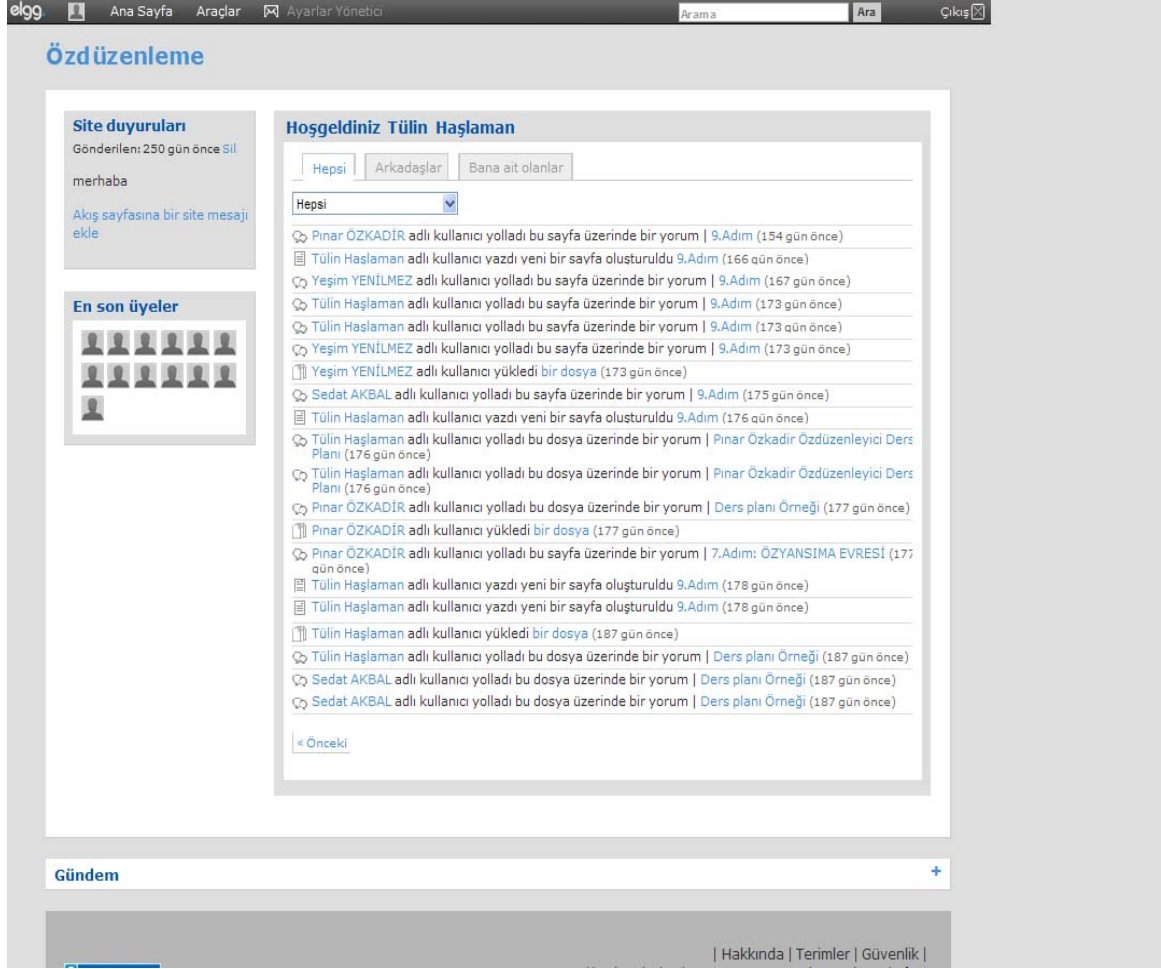 elgg. Ana Sayfa Araçlar Ayarlar Yönetici Arama Ara Çıkış
Özdüzenleme
Site duyuruları
Gönderilen: 250 gün önce Sil
merhaba
Akış sayfasına bir site mesajı
ekle
En son üyeler
Hoşgeldiniz Tülin Haşlaman
Hepsi Arkadaşlar Bana ait olanlar
Hepsi
Pınar ÖZKADİR adlı kullanıcı yolladı bu sayfa üzerinde bir yorum | 9.Adım (154 gün önce)
Tülin Haşlaman adlı kullanıcı yazdı yeni bir sayfa oluşturuldu 9.Adım (166 gün önce)
Yeşim YENİLMEZ adlı kullanıcı yolladı bu sayfa üzerinde bir yorum | 9.Adım (167 gün önce)
Tülin Haşlaman adlı kullanıcı yolladı bu sayfa üzerinde bir yorum | 9.Adım (173 gün önce)
Tülin Haşlaman adlı kullanıcı yolladı bu sayfa üzerinde bir yorum | 9.Adım (173 gün önce)
Yeşim YENİLMEZ adlı kullanıcı yolladı bu sayfa üzerinde bir yorum | 9.Adım (173 gün önce)
Yeşim YENİLMEZ adlı kullanıcı yükledi bir dosya (173 gün önce)
Sedat AKBAL adlı kullanıcı yolladı bu sayfa üzerinde bir yorum | 9.Adım (175 gün önce)
Tülin Haşlaman adlı kullanıcı yazdı yeni bir sayfa oluşturuldu 9.Adım (176 gün önce)
Tülin Haşlaman adlı kullanıcı yolladı bu dosya üzerinde bir yorum | Pınar Özkadir Özdüzenleyici Ders
Planı (176 gün önce)
Tülin Haşlaman adlı kullanıcı yolladı bu dosya üzerinde bir yorum | Pınar Özkadir Özdüzenleyici Ders
Planı (176 gün önce)
Pınar ÖZKADİR adlı kullanıcı yolladı bu dosya üzerinde bir yorum | Ders planı Örneği (177 gün önce)
Pınar ÖZKADİR adlı kullanıcı yükledi bir dosya (177 gün önce)
Pınar ÖZKADİR adlı kullanıcı yolladı bu sayfa üzerinde bir yorum | 7.Adım: ÖZYANSIMA EVRESİ (177
gün önce)
Tülin Haşlaman adlı kullanıcı yazdı yeni bir sayfa oluşturuldu 9.Adım (178 gün önce)
Tülin Haşlaman adlı kullanıcı yazdı yeni bir sayfa oluşturuldu 9.Adım (178 gün önce)
Tülin Haşlaman adlı kullanıcı yükledi bir dosya (187 gün önce)
Tülin Haşlaman adlı kullanıcı yolladı bu dosya üzerinde bir yorum | Ders planı Örneği (187 gün önce)
Sedat AKBAL adlı kullanıcı yolladı bu dosya üzerinde bir yorum | Ders planı Örneği (187 gün önce)
Sedat AKBAL adlı kullanıcı yolladı bu dosya üzerinde bir yorum | Ders planı Örneği (187 gün önce)
« Önceki
Gündem +
| Hakkında | Terimler | Güvenlik |